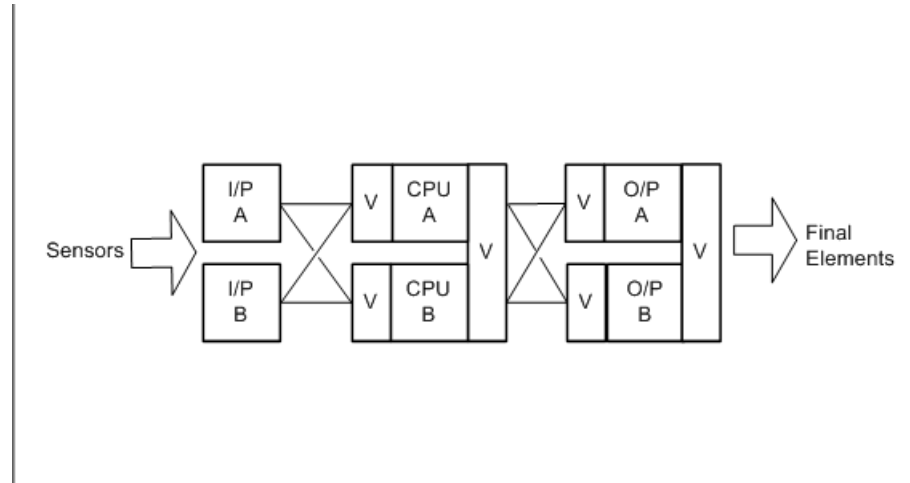 Sensors
I/P
A
I/P
B
V
CPU
A
V
CPU
B
V
V
O/P
A
V
O/P
B
V
Final
Elements